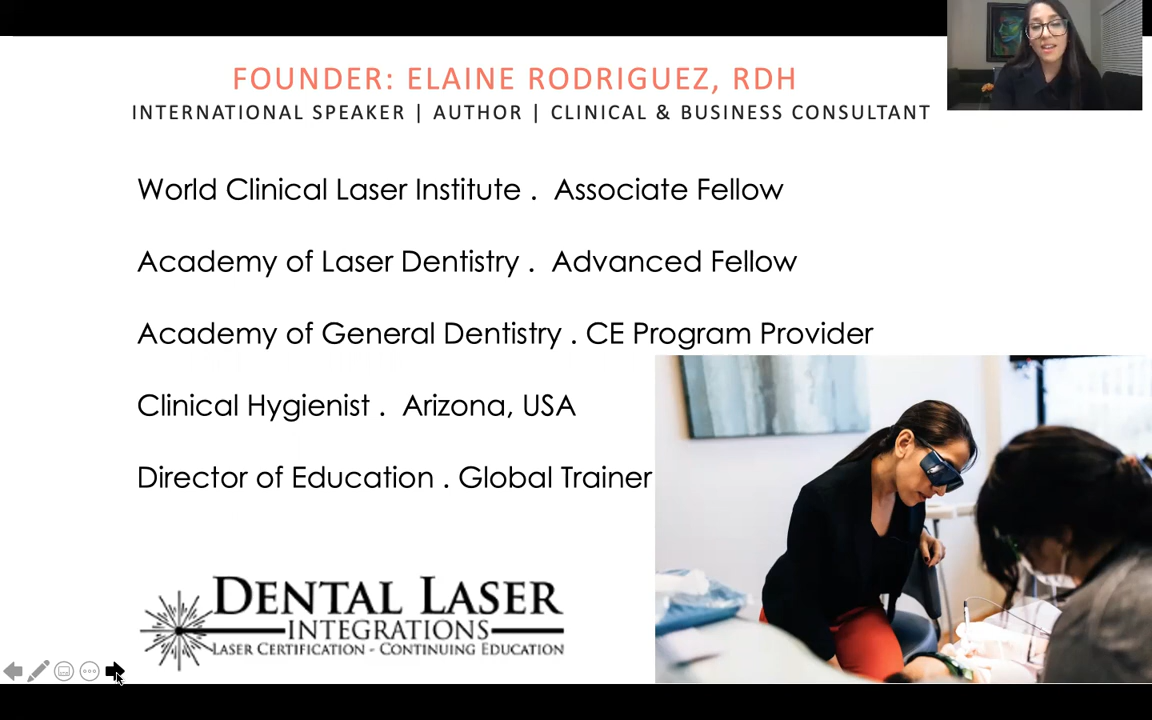 FOUNDER: ELAINE RODRIGUEZ, RDH
INTERNATIONAL SPEAKER | AUTHOR | CLINICAL & BUSINESS CONSULTANT
World Clinical Laser Institute . Associate Fellow
Academy of Laser Dentistry . Advanced Fellow
Academy of General Dentistry . CE Program Provider
Clinical Hygienist . Arizona, USA
Director of Education . Global Trainer
DENTAL LASER
INTEGRATIONS
LASER CERTIFICATION - CONTINUING EDUCATION